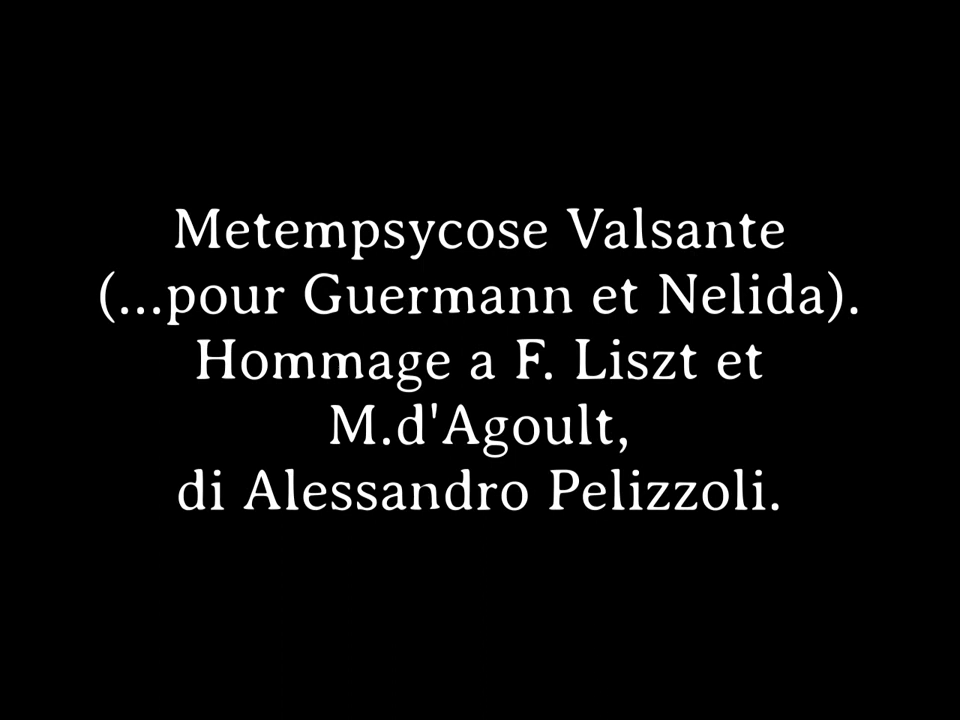 Metempsycose Valsante
(...pour Guermann et Nelida).
Hommage a F. Liszt et
M.d'Agoult,
di Alessandro Pelizzoli.